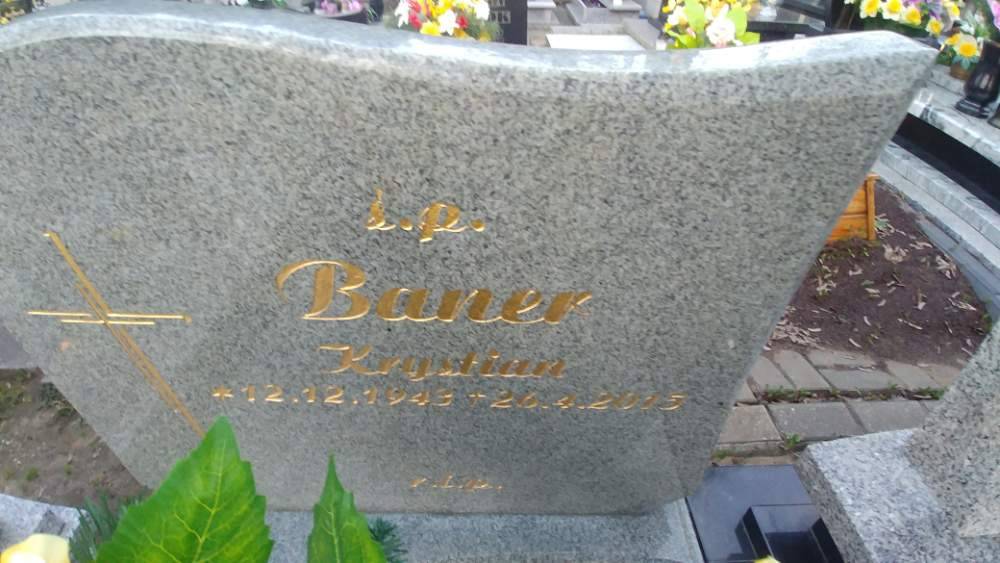 ś.p.
Baner
Krystian
*12.12.1943 +26.4.2015
r.i.p.